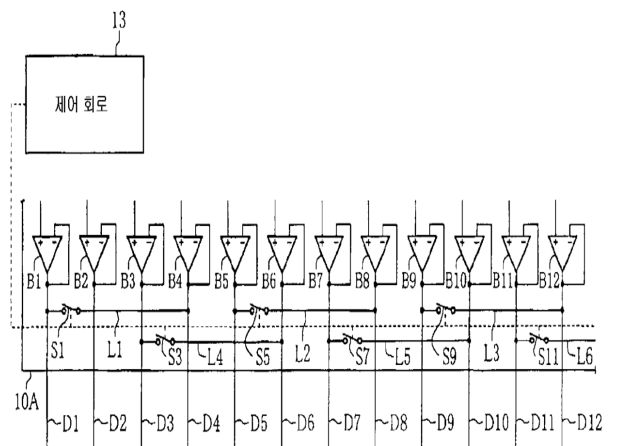 13
제어 회로
+ - + - + - + - + - + - + - + - + - + - + - + -
B1 B2 B3 B4 B5 B6 B7 B8 B9 B10 B11 B12
S1 L1 S5 L2 S9 L3
S3 L4 S7 L5 S11 L6
10A
D1 D2 D3 D4 D5 D6 D7 D8 D9 D10 D11 D12